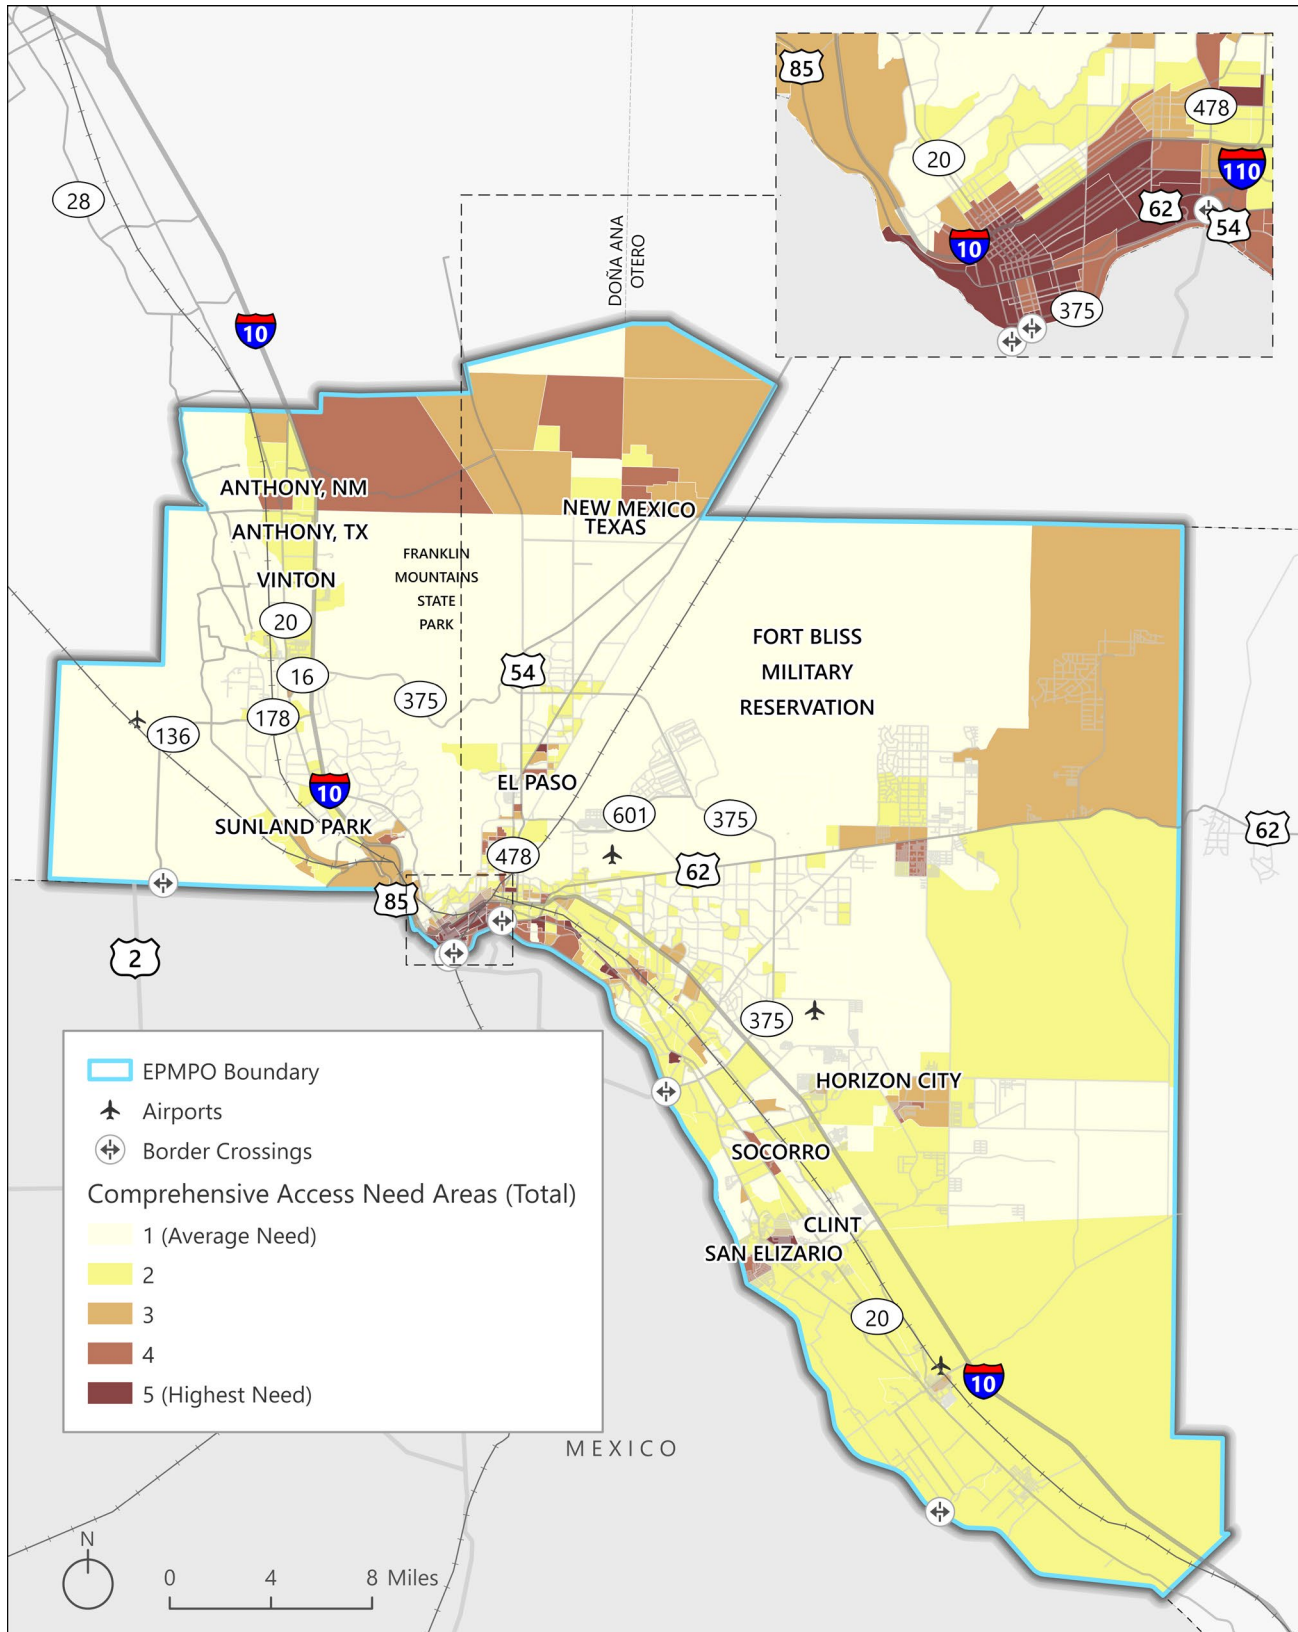 85
478
20
110
62
54
10
375
28
DOÑA ANA
OTERO
10
ANTHONY, NM
NEW MEXICO
TEXAS
ANTHONY, TX
FRANKLIN
MOUNTAINS
STATE
PARK
VINTON
20
FORT BLISS
MILITARY
RESERVATION
54
16
375
178
136
EL PASO
10
601
375
SUNLAND PARK
62
478
62
85
2
375
EPMPO Boundary
HORIZON CITY
Airports
Border Crossings
SOCORRO
Comprehensive Access Need Areas (Total)
1 (Average Need)
CLINT
SAN ELIZARIO
2
3
20
4
5 (Highest Need)
10
MEXICO
N
0 4 8 Miles